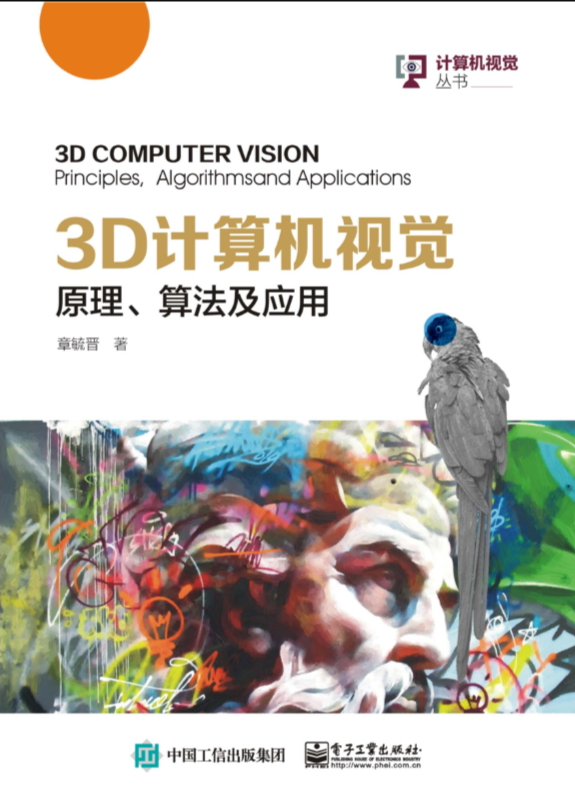 计算机视觉
丛书
3D COMPUTER VISION
Principles, Algorithmsand Applications
3D计算机视觉
原理、算法及应用
章毓晋 著
中国工信出版集团
电子工业出版社
PUBLISHING HOUSE OF ELECTRONICS INDUSTRY
http://www.phei.com.cn